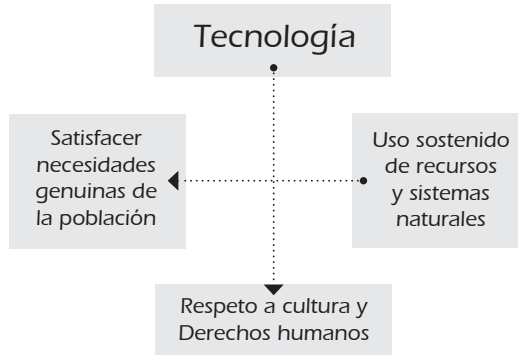 Tecnología
Satisfacer
necesidades
genuinas de
la población
Uso sostenido
de recursos
y sistemas
naturales
Respeto a cultura y
Derechos humanos